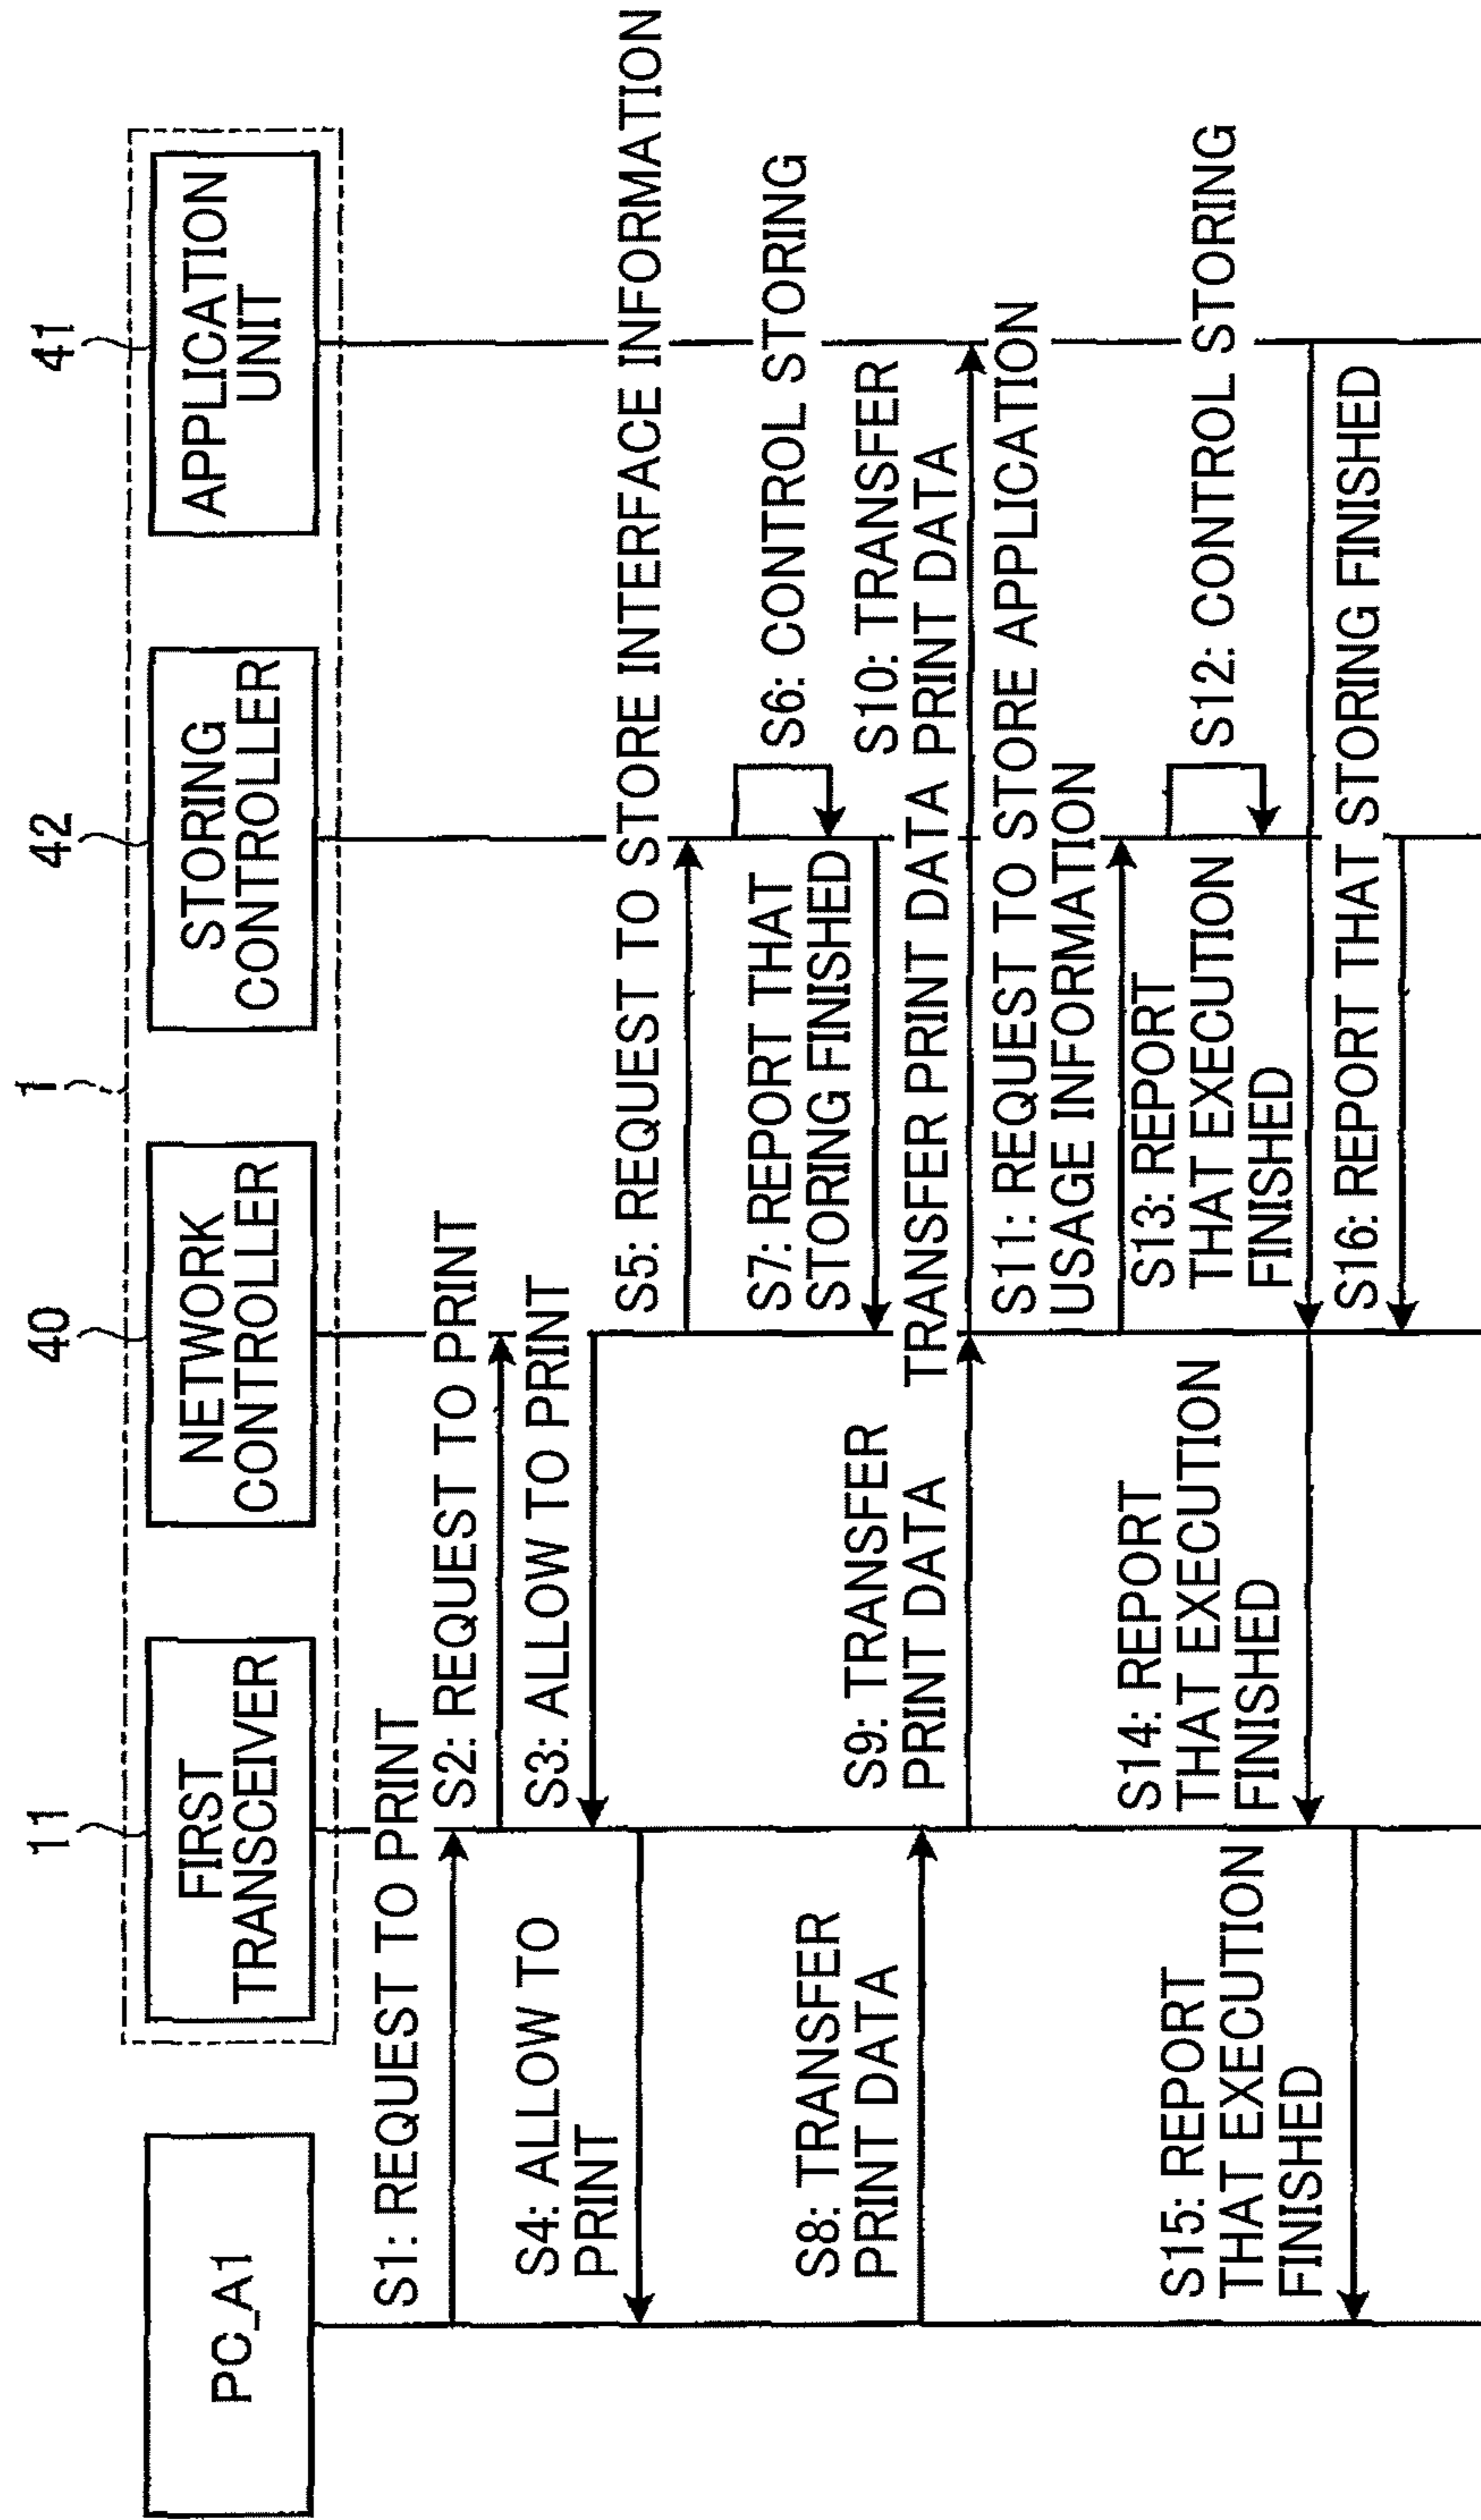 1
11
40
42
41
PC_A1
FIRST
TRANSCEIVER
NETWORK
CONTROLLER
STORING
CONTROLLER
APPLICATION
UNIT
S1: REQUEST TO PRINT
S2: REQUEST TO PRINT
S3: ALLOW TO PRINT
S4: ALLOW TO
PRINT
S5: REQUEST TO STORE INTERFACE INFORMATION
S6: CONTROL STORING
S7: REPORT THAT
STORING FINISHED
S8: TRANSFER
PRINT DATA
S9: TRANSFER
PRINT DATA
TRANSFER PRINT DATA
S10: TRANSFER
PRINT DATA
S11: REQUEST TO STORE APPLICATION
USAGE INFORMATION
S12: CONTROL STORING
S13: REPORT
THAT EXECUTION
FINISHED
S14: REPORT
THAT EXECUTION
FINISHED
S15: REPORT
THAT EXECUTION
FINISHED
S16: REPORT THAT STORING FINISHED